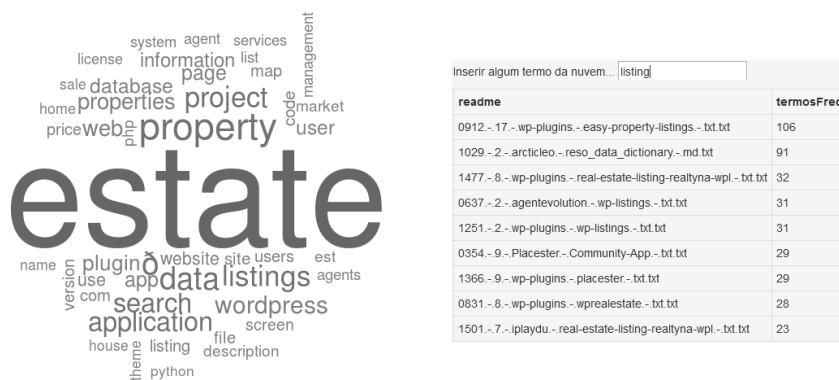 system agent services
management
license information list
page map
sale database
home properties project code market
price web php property user
estate
name plugin ð website site users est
version use app data listings agents
com search wordpress
application screen
file
house listing description
theme python
Inserir algum termo da nuvem... listing
readme termosFreq
0912.-.17.-.wp-plugins.-.easy-property-listings.-.txt.txt 106
1029.-.2.-.arcticleo.-.reso_data_dictionary.-.md.txt 91
1477.-.8.-.wp-plugins.-.real-estate-listing-realtyna-wpl.-.txt.txt 32
0637.-.2.-.agentevolution.-.wp-listings.-.txt.txt 31
1251.-.2.-.wp-plugins.-.wp-listings.-.txt.txt 31
0354.-.9.-.Placester.-.Community-App.-.txt.txt 29
1366.-.9.-.wp-plugins.-.placester.-.txt.txt 29
0831.-.8.-.wp-plugins.-.wprealestate.-.txt.txt 28
1501.-.7.-.iplaydu.-.real-estate-listing-realtyna-wpl.-.txt.txt 23